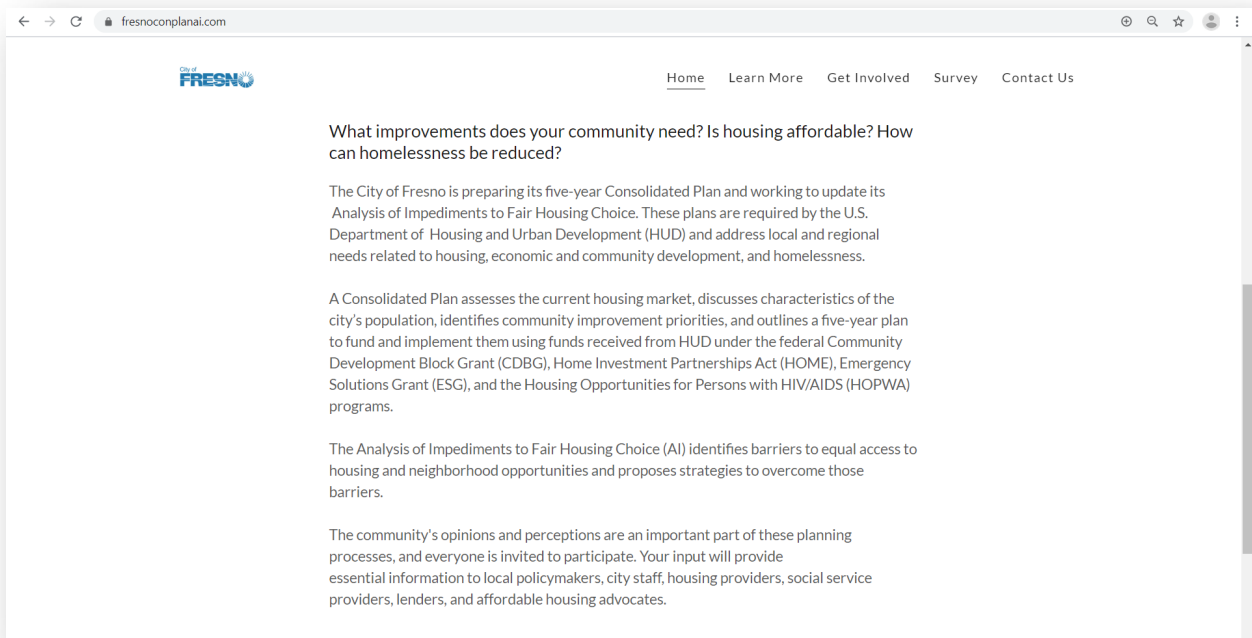 fresnoconplanai.com
City of
FRESNO
Home Learn More Get Involved Survey Contact Us
What improvements does your community need? Is housing affordable? How
can homelessness be reduced?
The City of Fresno is preparing its five-year Consolidated Plan and working to update its
Analysis of Impediments to Fair Housing Choice. These plans are required by the U.S.
Department of Housing and Urban Development (HUD) and address local and regional
needs related to housing, economic and community development, and homelessness.
A Consolidated Plan assesses the current housing market, discusses characteristics of the
city’s population, identifies community improvement priorities, and outlines a five-year plan
to fund and implement them using funds received from HUD under the federal Community
Development Block Grant (CDBG), Home Investment Partnerships Act (HOME), Emergency
Solutions Grant (ESG), and the Housing Opportunities for Persons with HIV/AIDS (HOPWA)
programs.
The Analysis of Impediments to Fair Housing Choice (AI) identifies barriers to equal access to
housing and neighborhood opportunities and proposes strategies to overcome those
barriers.
The community's opinions and perceptions are an important part of these planning
processes, and everyone is invited to participate. Your input will provide
essential information to local policymakers, city staff, housing providers, social service
providers, lenders, and affordable housing advocates.